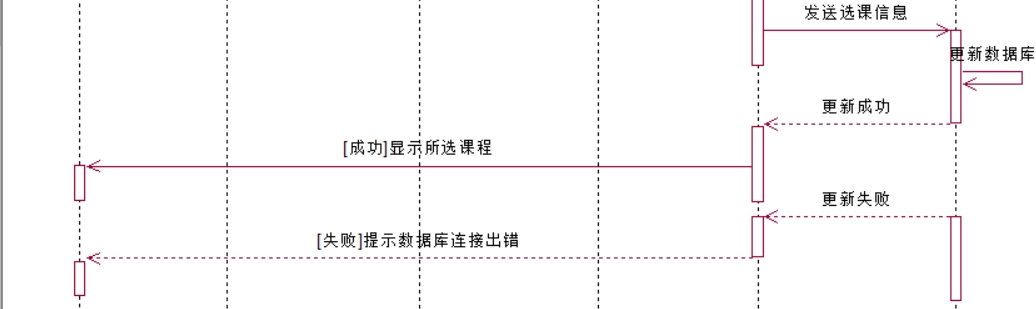 发送选课信息
更新数据库
更新成功
[成功]显示所选课程
更新失败
[失败]提示数据库连接出错